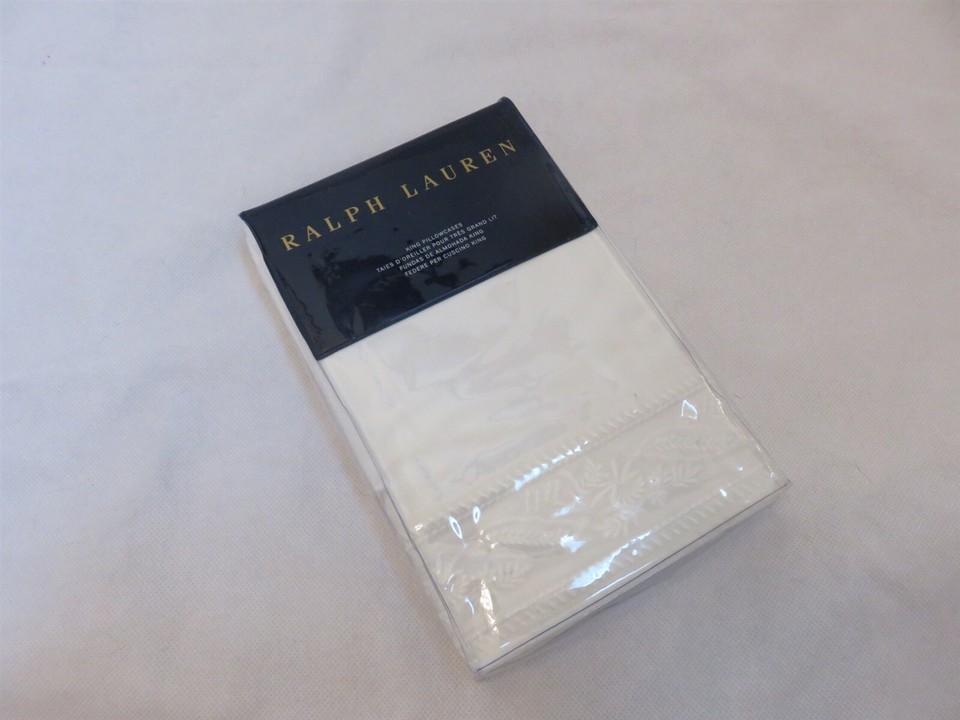 RALPH LAUREN
KING PILLOWCASES
TAIES D'OREILLER POUR TRÈS GRAND LIT
FUNDAS DE ALMOHADA KING
FEDERE PER CUSCINO KING